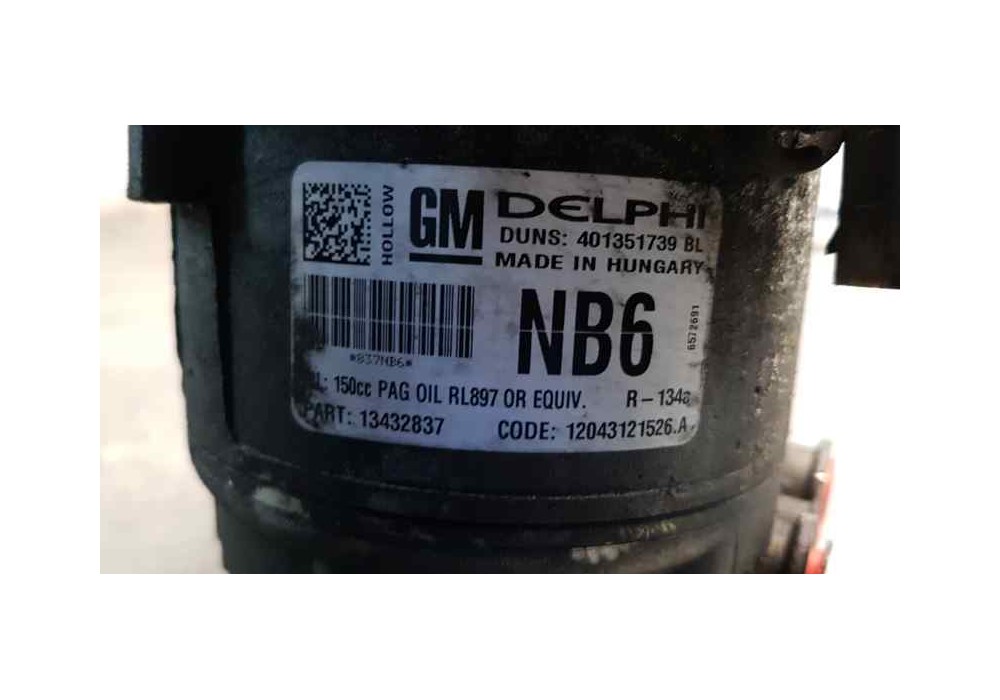 HOLLOW
GM DELPHI
DUNS: 401351739 BL
MADE IN HUNGARY
NB6
6572691
*837NB6*
150cc PAG OIL RL897 OR EQUIV. R-134a
PART: 13432837 CODE: 12043121526.A